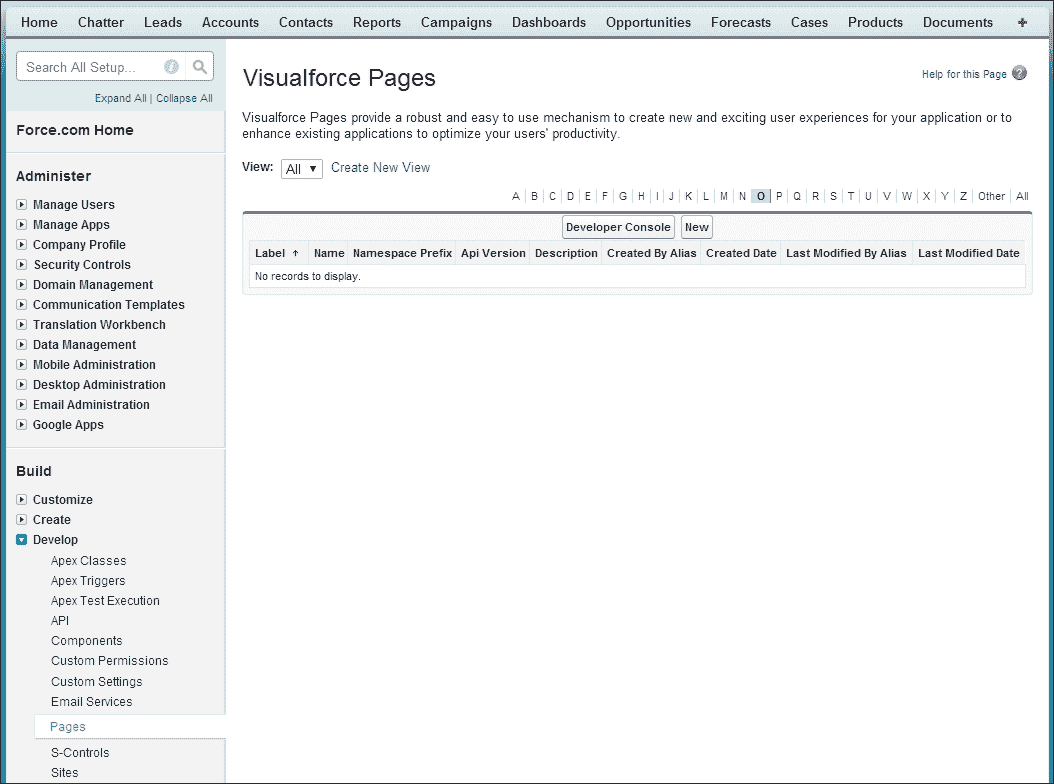 Home Chatter Leads Accounts Contacts Reports Campaigns Dashboards Opportunities Forecasts Cases Products Documents +
Search All Setup...
Expand All | Collapse All
Force.com Home
Administer
Manage Users
Manage Apps
Company Profile
Security Controls
Domain Management
Communication Templates
Translation Workbench
Data Management
Mobile Administration
Desktop Administration
Email Administration
Google Apps
Build
Customize
Create
Develop
Apex Classes
Apex Triggers
Apex Test Execution
API
Components
Custom Permissions
Custom Settings
Email Services
Pages
S-Controls
Sites
Visualforce Pages
Help for this Page ?
Visualforce Pages provide a robust and easy to use mechanism to create new and exciting user experiences for your application or to
enhance existing applications to optimize your users' productivity.
View: All Create New View
A B C D E F G H I J K L M N O P Q R S T U V W X Y Z Other All
Developer Console New
Label ↑ Name Namespace Prefix Api Version Description Created By Alias Created Date Last Modified By Alias Last Modified Date
No records to display.